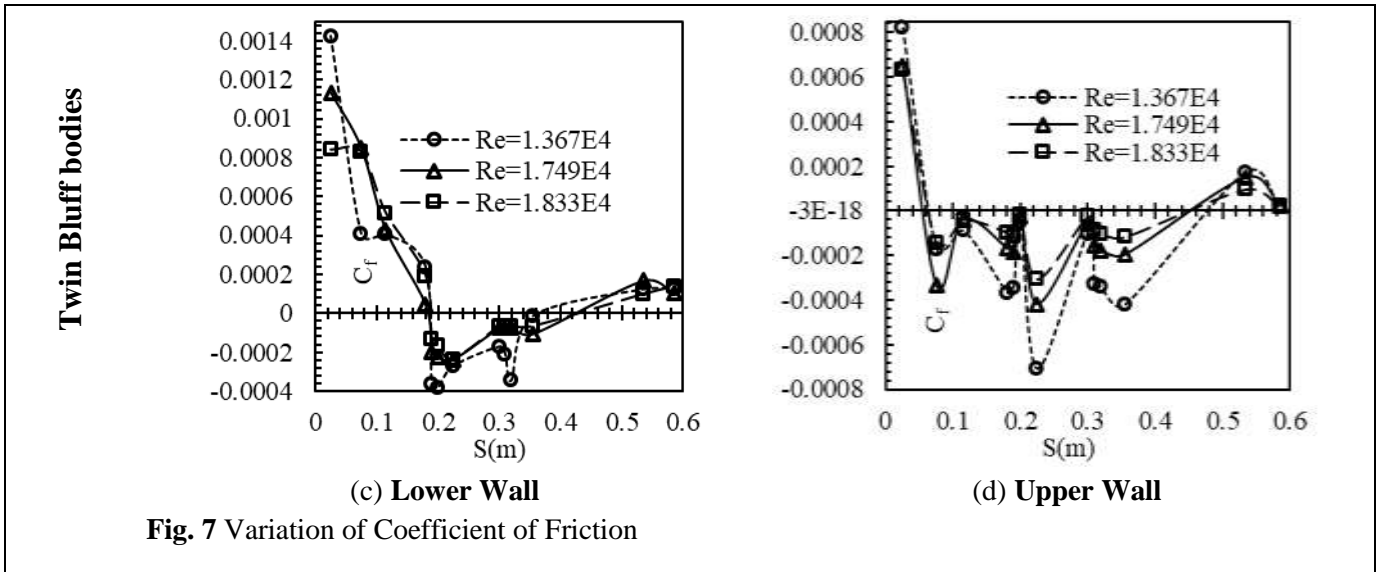 Twin Bluff bodies
0.0014
0.0012
0.001
0.0008
0.0006
0.0004
0.0002
0
-0.0002
-0.0004
Cf
Re=1.367E4
Re=1.749E4
Re=1.833E4
0 0.1 0.2 0.3 0.4 0.5 0.6
S(m)
(c) Lower Wall
0.0008
0.0006
0.0004
0.0002
-3E-18
-0.0002
-0.0004
-0.0006
-0.0008
Cf
Re=1.367E4
Re=1.749E4
Re=1.833E4
0 0.1 0.2 0.3 0.4 0.5 0.6
S(m)
(d) Upper Wall
Fig. 7 Variation of Coefficient of Friction